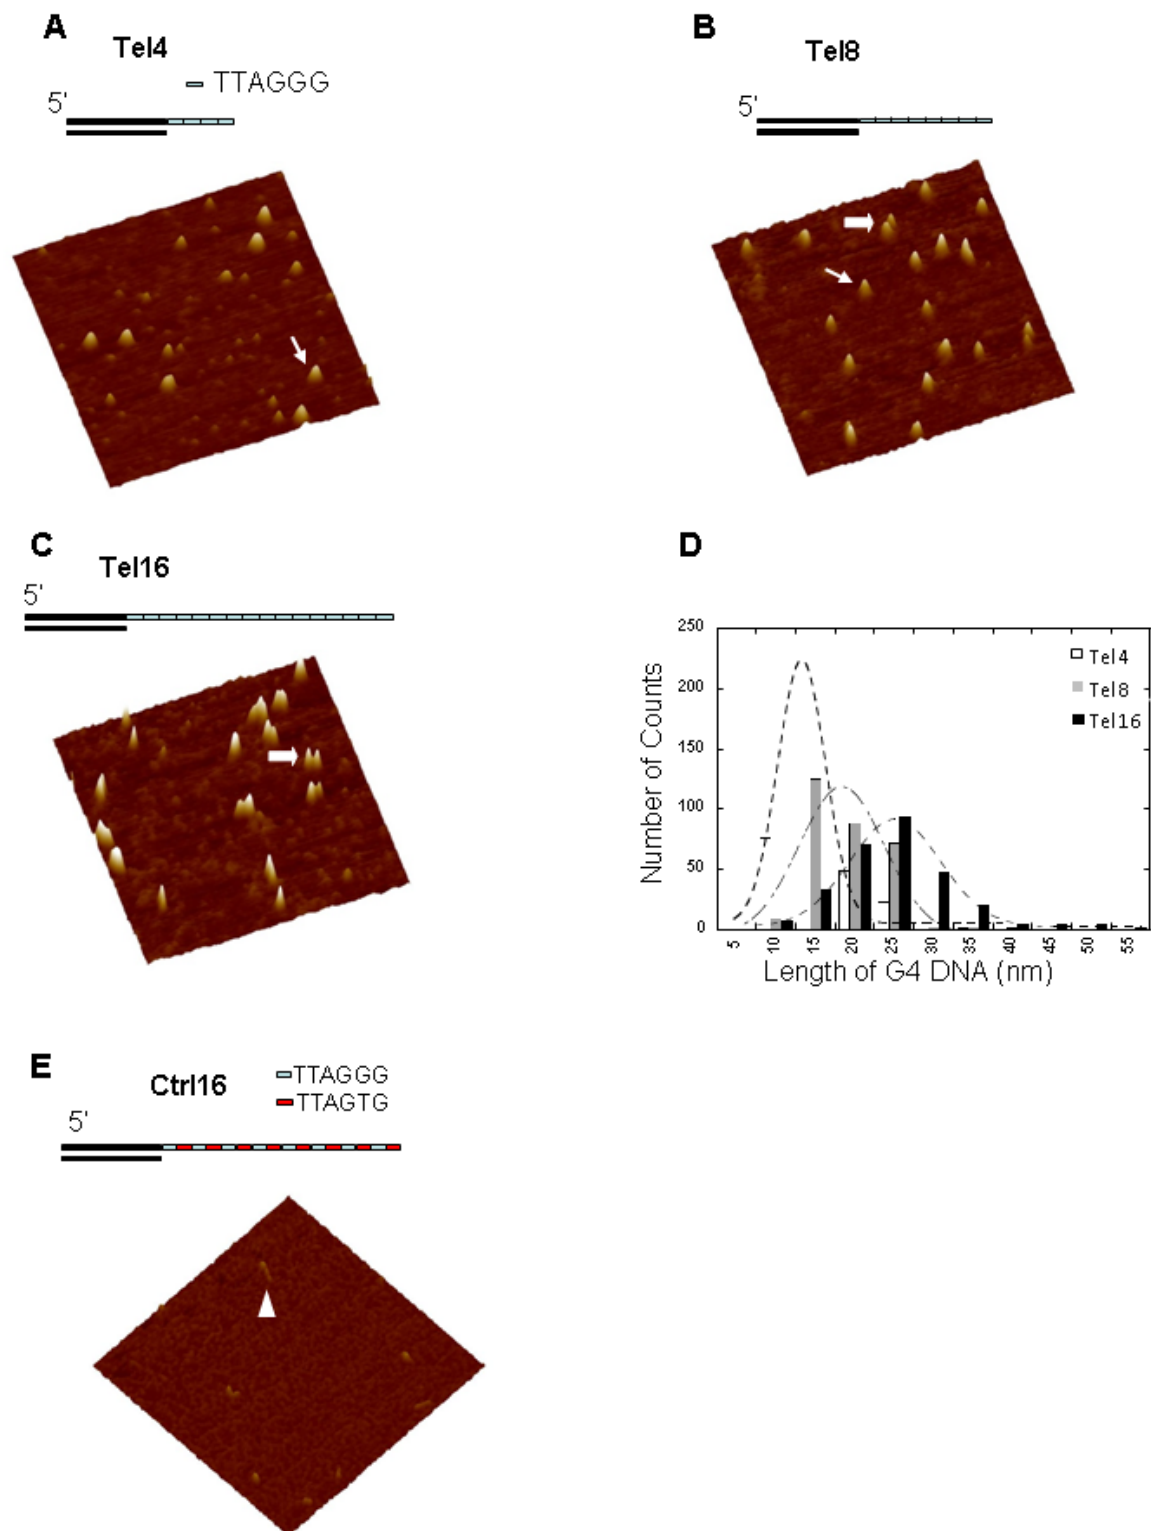 A
Tel4
TTAGGG
5'
B
Tel8
5'
C
Tel16
5'
D
250
200
150
100
50
0
Number of Counts
Tel4
Tel8
Tel16
5 10 15 20 25 30 35 40 45 50 55
Length of G4 DNA (nm)
E
Ctrl16
TTAGGG
TTAGTG
5'